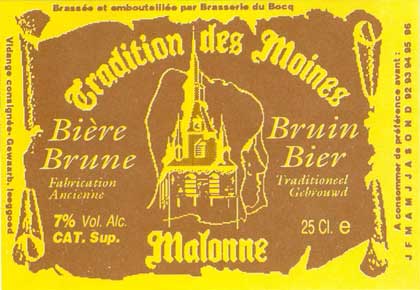 Brassée et embouteillée par Brasserie du Bocq
Tradition des Moines
Bière
Brune
Fabrication
Ancienne
7% Vol. Alc.
CAT. Sup.
Bruin
Bier
Traditioneel
Gebrouwd
25 Cl. e
Malonne
Vidange consignée- Gewaarb. leeggoed
A consommer de préférence avant :
J F M A M J J A S O N D 92 93 94 95 96